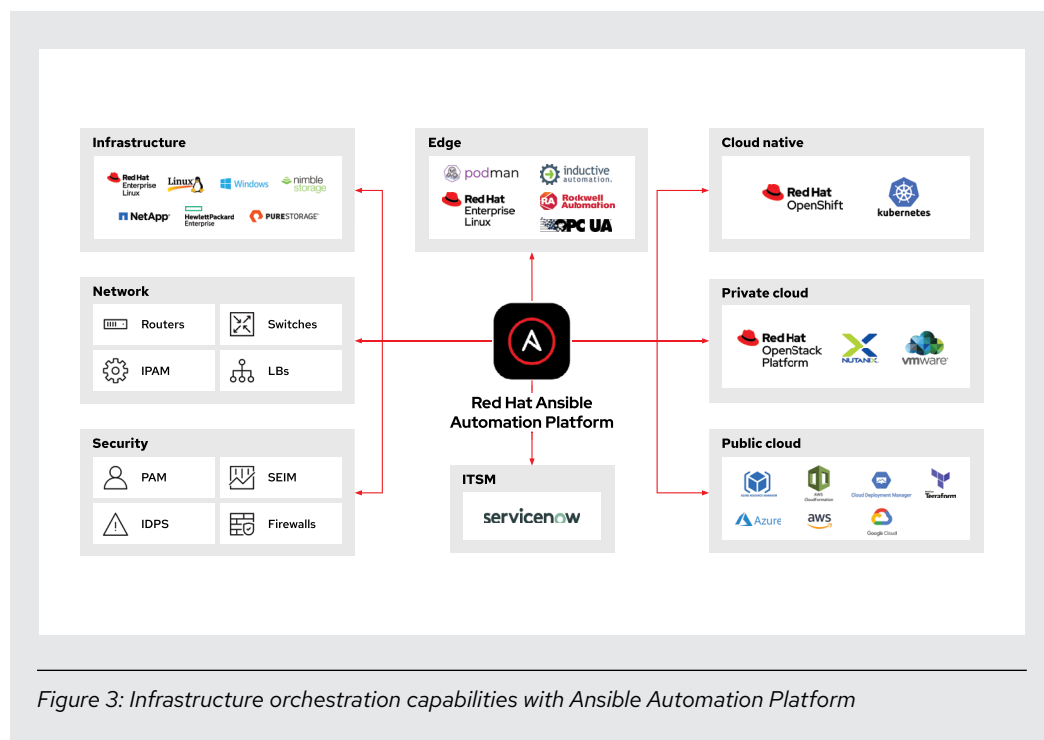 Infrastructure
Red Hat
Enterprise
Linux
Linux
Windows
nimble
storage
NetApp
Hewlett Packard
Enterprise
PURESTORAGE
Edge
podman
inductive
automation.
Red Hat
Enterprise
Linux
RA
Rockwell
Automation
OPC UA
Cloud native
Red Hat
OpenShift
kubernetes
Network
Routers
Switches
IPAM
LBs
A
Red Hat Ansible
Automation Platform
Private cloud
Red Hat
OpenStack
Platform
NUTANIX
vmware
Security
PAM
SEIM
IDPS
Firewalls
ITSM
servicenow
Public cloud
AZURE RESOURCE MANAGER
AWS
CloudFormation
Cloud Deployment Manager
Terraform
Azure
aws
Google Cloud
Figure 3: Infrastructure orchestration capabilities with Ansible Automation Platform